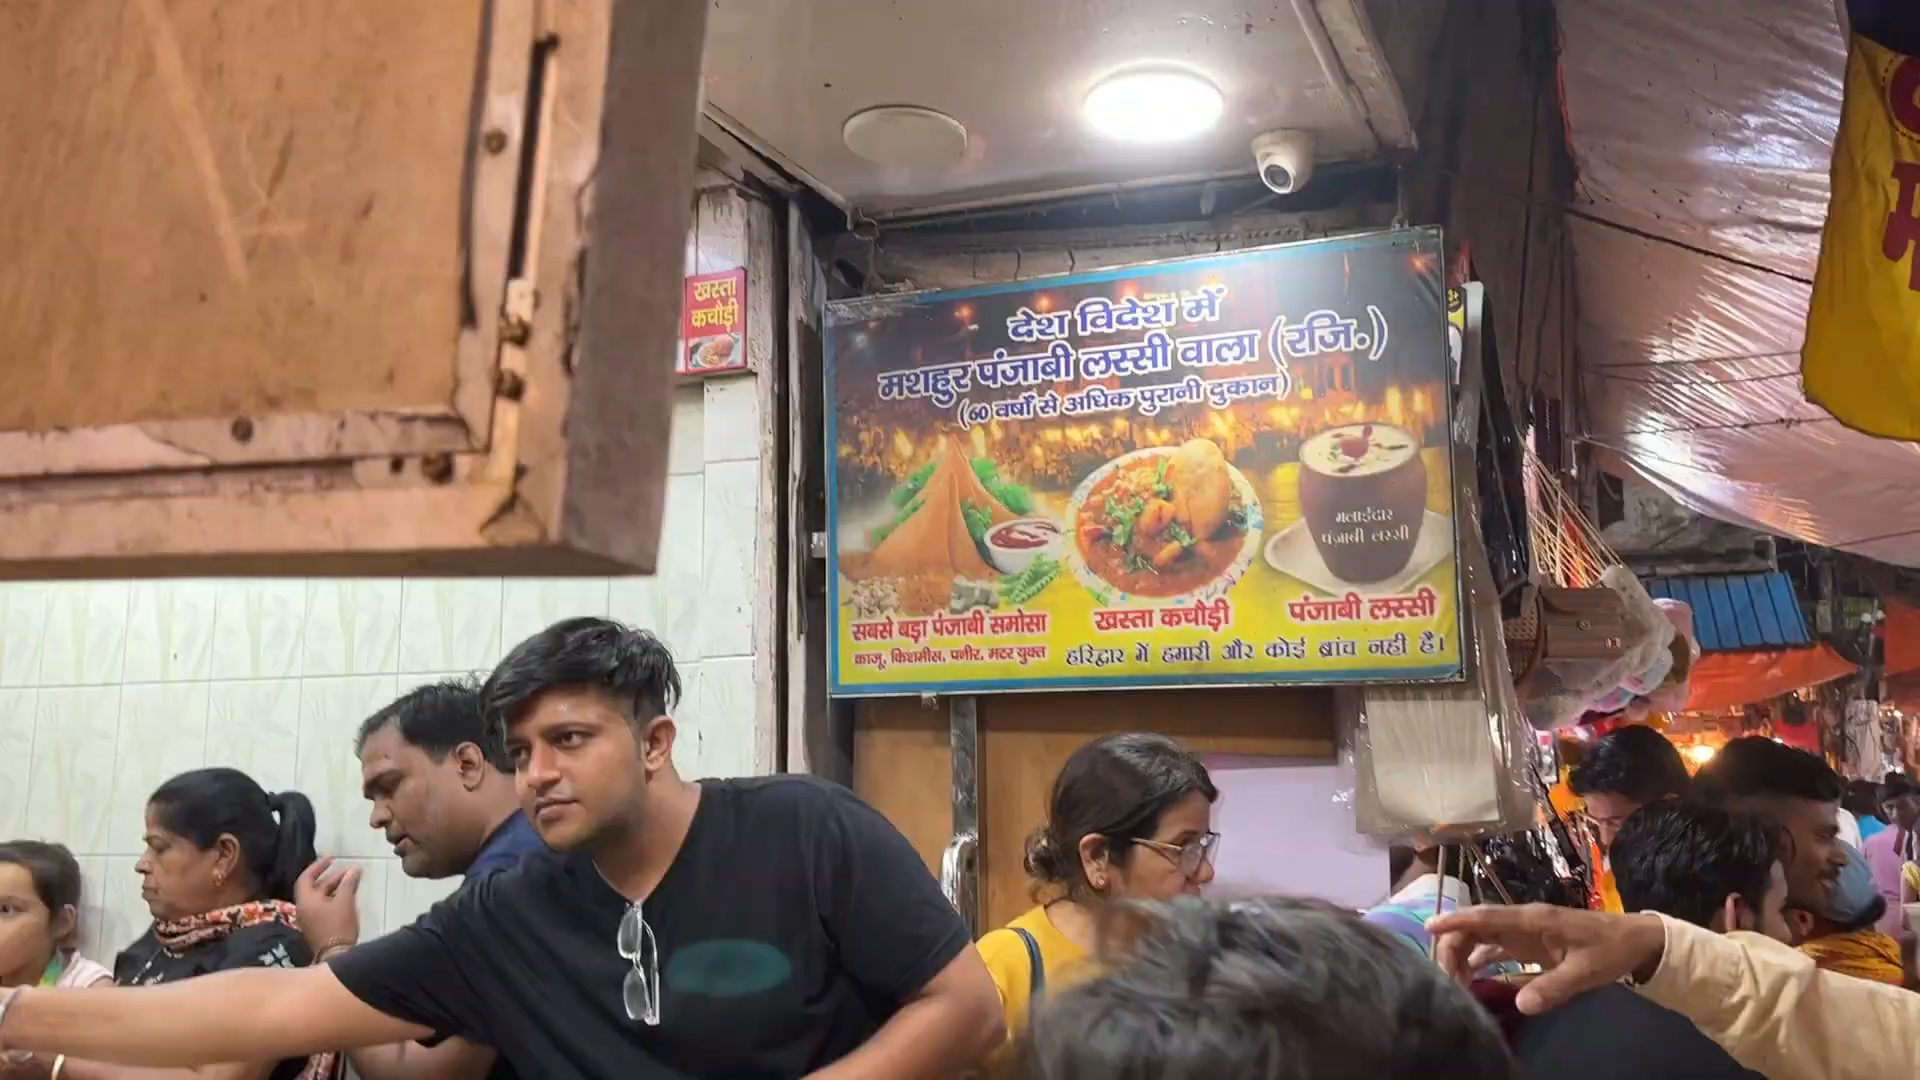 खस्ता
कचौड़ी
देश विदेश में
मशहूर पंजाबी लस्सी वाला (रजि॰)
(60 वर्षों से अधिक पुरानी दुकान)
मलाईदार
पंजाबी लस्सी
सबसे बड़ा पंजाबी समोसा
काजू, किशमीस, पनीर, मटर युक्त
खस्ता कचौड़ी
पंजाबी लस्सी
हरिद्वार में हमारी और कोई ब्रांच नही हैं।